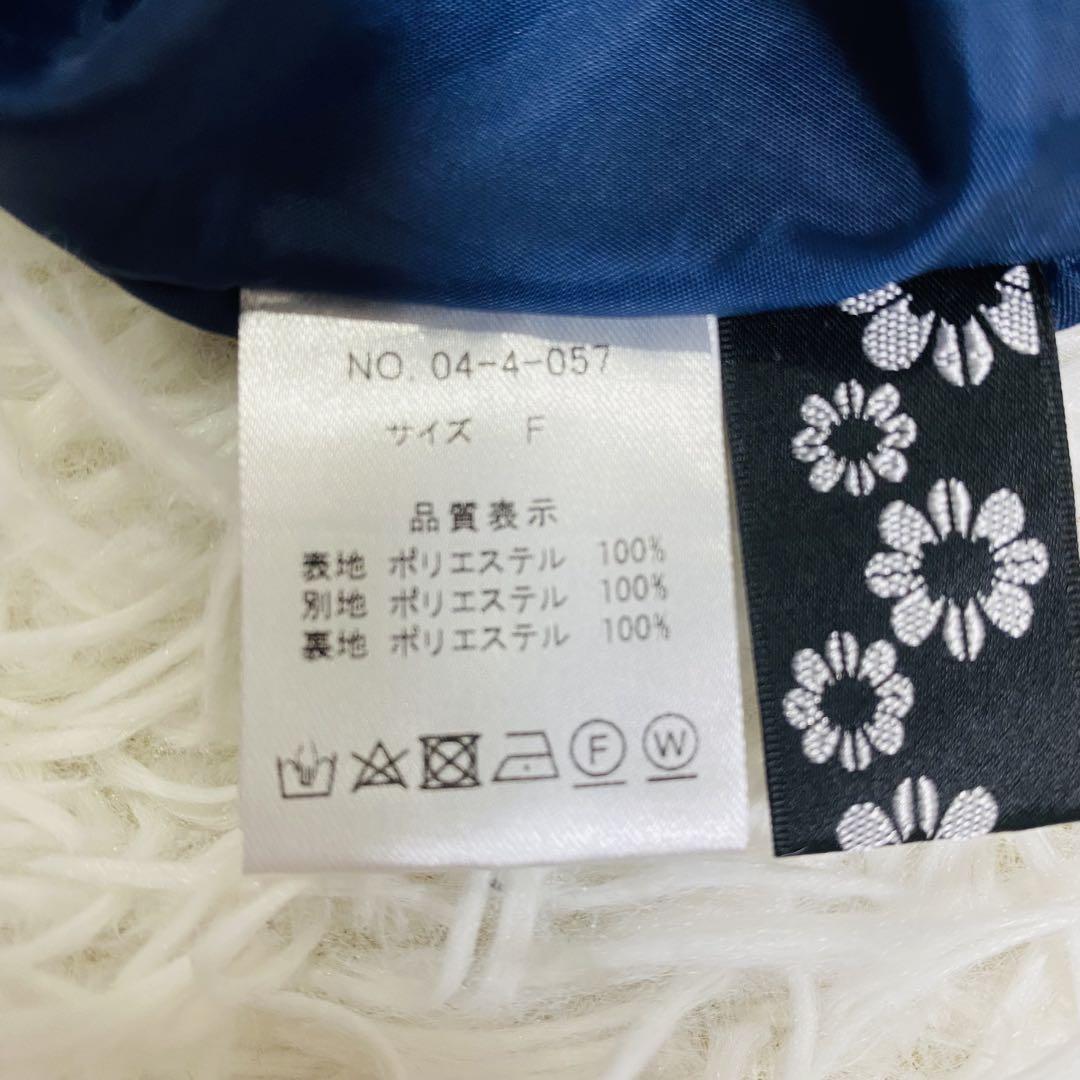 NO. 04-4-057
サイズ F
品質表示
表地 ポリエステル 100%
別地 ポリエステル 100%
裏地 ポリエステル 100%
F W